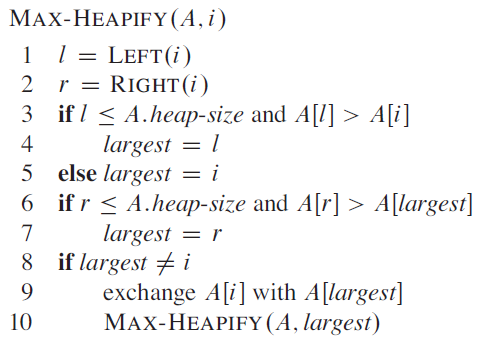 MAX-HEAPIFY(A, i)
1 l = LEFT(i)
2 r = RIGHT(i)
3 if l ≤ A.heap-size and A[l] > A[i]
4 largest = l
5 else largest = i
6 if r ≤ A.heap-size and A[r] > A[largest]
7 largest = r
8 if largest ≠ i
9 exchange A[i] with A[largest]
10 MAX-HEAPIFY(A, largest)